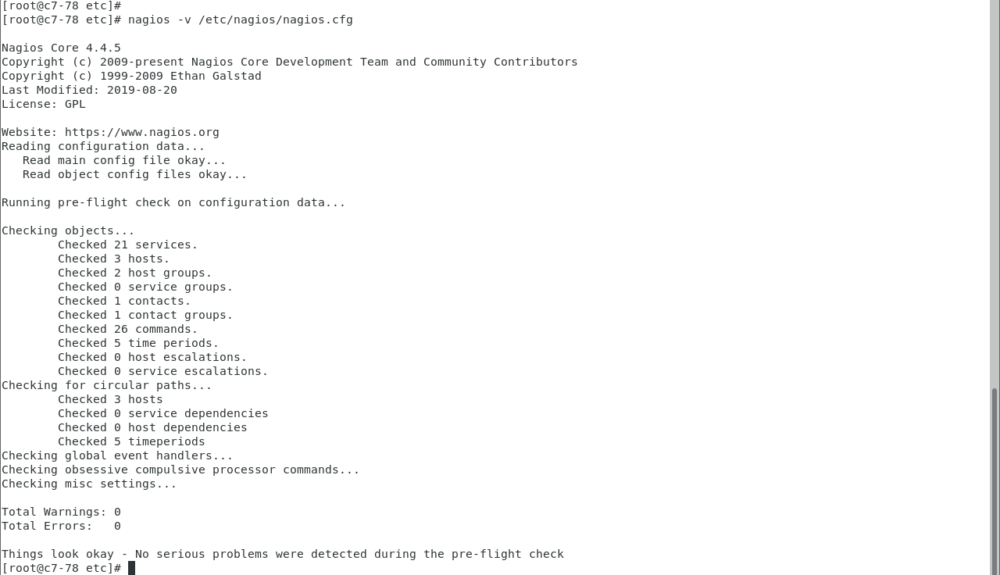 [root@c7-78 etc]#
[root@c7-78 etc]# nagios -v /etc/nagios/nagios.cfg

Nagios Core 4.4.5
Copyright (c) 2009-present Nagios Core Development Team and Community Contributors
Copyright (c) 1999-2009 Ethan Galstad
Last Modified: 2019-08-20
License: GPL

Website: https://www.nagios.org
Reading configuration data...
   Read main config file okay...
   Read object config files okay...

Running pre-flight check on configuration data...

Checking objects...
        Checked 21 services.
        Checked 3 hosts.
        Checked 2 host groups.
        Checked 0 service groups.
        Checked 1 contacts.
        Checked 1 contact groups.
        Checked 26 commands.
        Checked 5 time periods.
        Checked 0 host escalations.
        Checked 0 service escalations.
Checking for circular paths...
        Checked 3 hosts
        Checked 0 service dependencies
        Checked 0 host dependencies
        Checked 5 timeperiods
Checking global event handlers...
Checking obsessive compulsive processor commands...
Checking misc settings...

Total Warnings: 0
Total Errors:   0

Things look okay - No serious problems were detected during the pre-flight check
[root@c7-78 etc]#